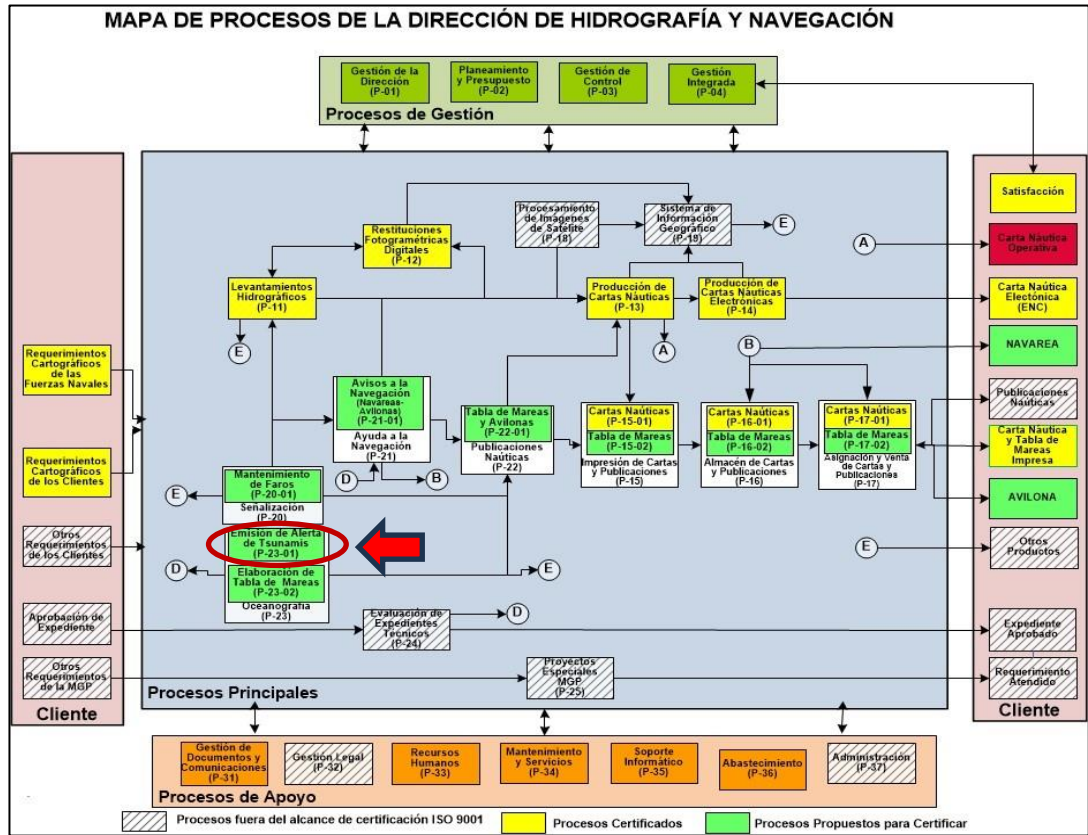 MAPA DE PROCESOS DE LA DIRECCIÓN DE HIDROGRAFÍA Y NAVEGACIÓN
Gestión de la
Dirección
(P-01)
Planeamiento
y Presupuesto
(P-02)
Gestión de
Control
(P-03)
Gestión
Integrada
(P-04)
Procesos de Gestión
Requerimientos
Cartográficos
de las
Fuerzas Navales
Requerimientos
Cartográficos
de los Clientes
Otros
Requerimientos
de los Clientes
Aprobación de
Expediente
Otros
Requerimientos
de la MGP
Cliente
Procesamiento
de Imágenes
de Satélite
(P-18)
Sistema de
Información
Geográfico
(P-19)
E
Restituciones
Fotogramétricas
Digitales
(P-12)
Levantamientos
Hidrográficos
(P-11)
E
Producción de
Cartas Náuticas
(P-13)
A
Producción de
Cartas Náuticas
Electrónicas
(P-14)
B
Avisos a la
Navegación
(Navareas-
Avilonas)
(P-21-01)
Ayuda a la
Navegación
(P-21)
D
B
Tabla de Mareas
y Avilonas
(P-22-01)
Publicaciones
Naúticas
(P-22)
Cartas Naúticas
(P-15-01)
Tabla de Mareas
(P-15-02)
Impresión de Cartas
y Publicaciones
(P-15)
Cartas Naúticas
(P-16-01)
Tabla de Mareas
(P-16-02)
Almacén de Cartas
y Publicaciones
(P-16)
Cartas Naúticas
(P-17-01)
Tabla de Mareas
(P-17-02)
Asignación y Venta
de Cartas y
Publicaciones
(P-17)
E
Mantenimiento
de Faros
(P-20-01)
Señalización
(P-20)
Emisión de Alerta
de Tsunamis
(P-23-01)
D
Elaboración de
Tabla de Mareas
(P-23-02)
Oceanografía
(P-23)
E
Evaluación de
Expedientes
Técnicos
(P-24)
D
Proyectos
Especiales
MGP
(P-25)
Procesos Principales
Satisfacción
A
Carta Náutica
Operativa
Carta Naútica
Electónica
(ENC)
NAVAREA
Publicaciones
Naúticas
Carta Naútica
y Tabla de
Mareas
Impresa
AVILONA
E
Otros
Productos
Expediente
Aprobado
Requerimiento
Atendido
Cliente
Gestión de
Documentos y
Comunicaciones
(P-31)
Gestión Legal
(P-32)
Recursos
Humanos
(P-33)
Mantenimiento
y Servicios
(P-34)
Soporte
Informático
(P-35)
Abastecimiento
(P-36)
Administración
(P-37)
Procesos de Apoyo
Procesos fuera del alcance de certificación ISO 9001
Procesos Certificados
Procesos Propuestos para Certificar